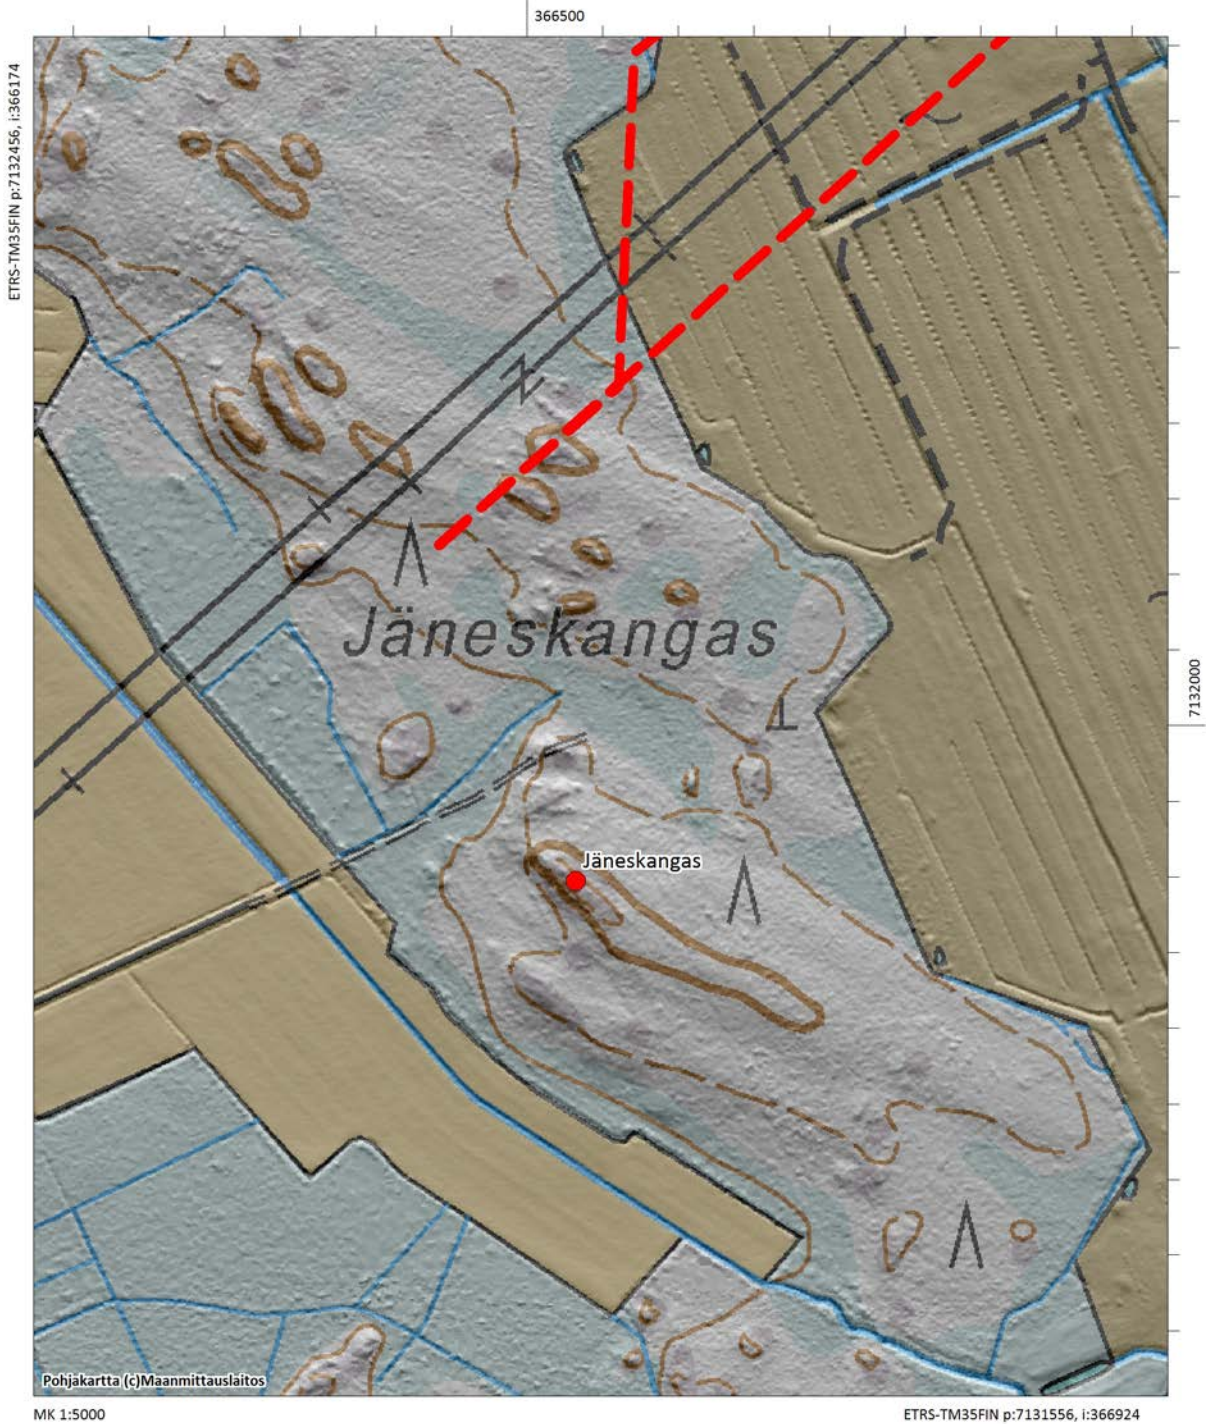 366500
ETRS-TM35FIN p:7132456, i:366174
Jäneskangas
7132000
Jäneskangas
Pohjakartta (c)Maanmittauslaitos
MK 1:5000
ETRS-TM35FIN p:7131556, i:366924